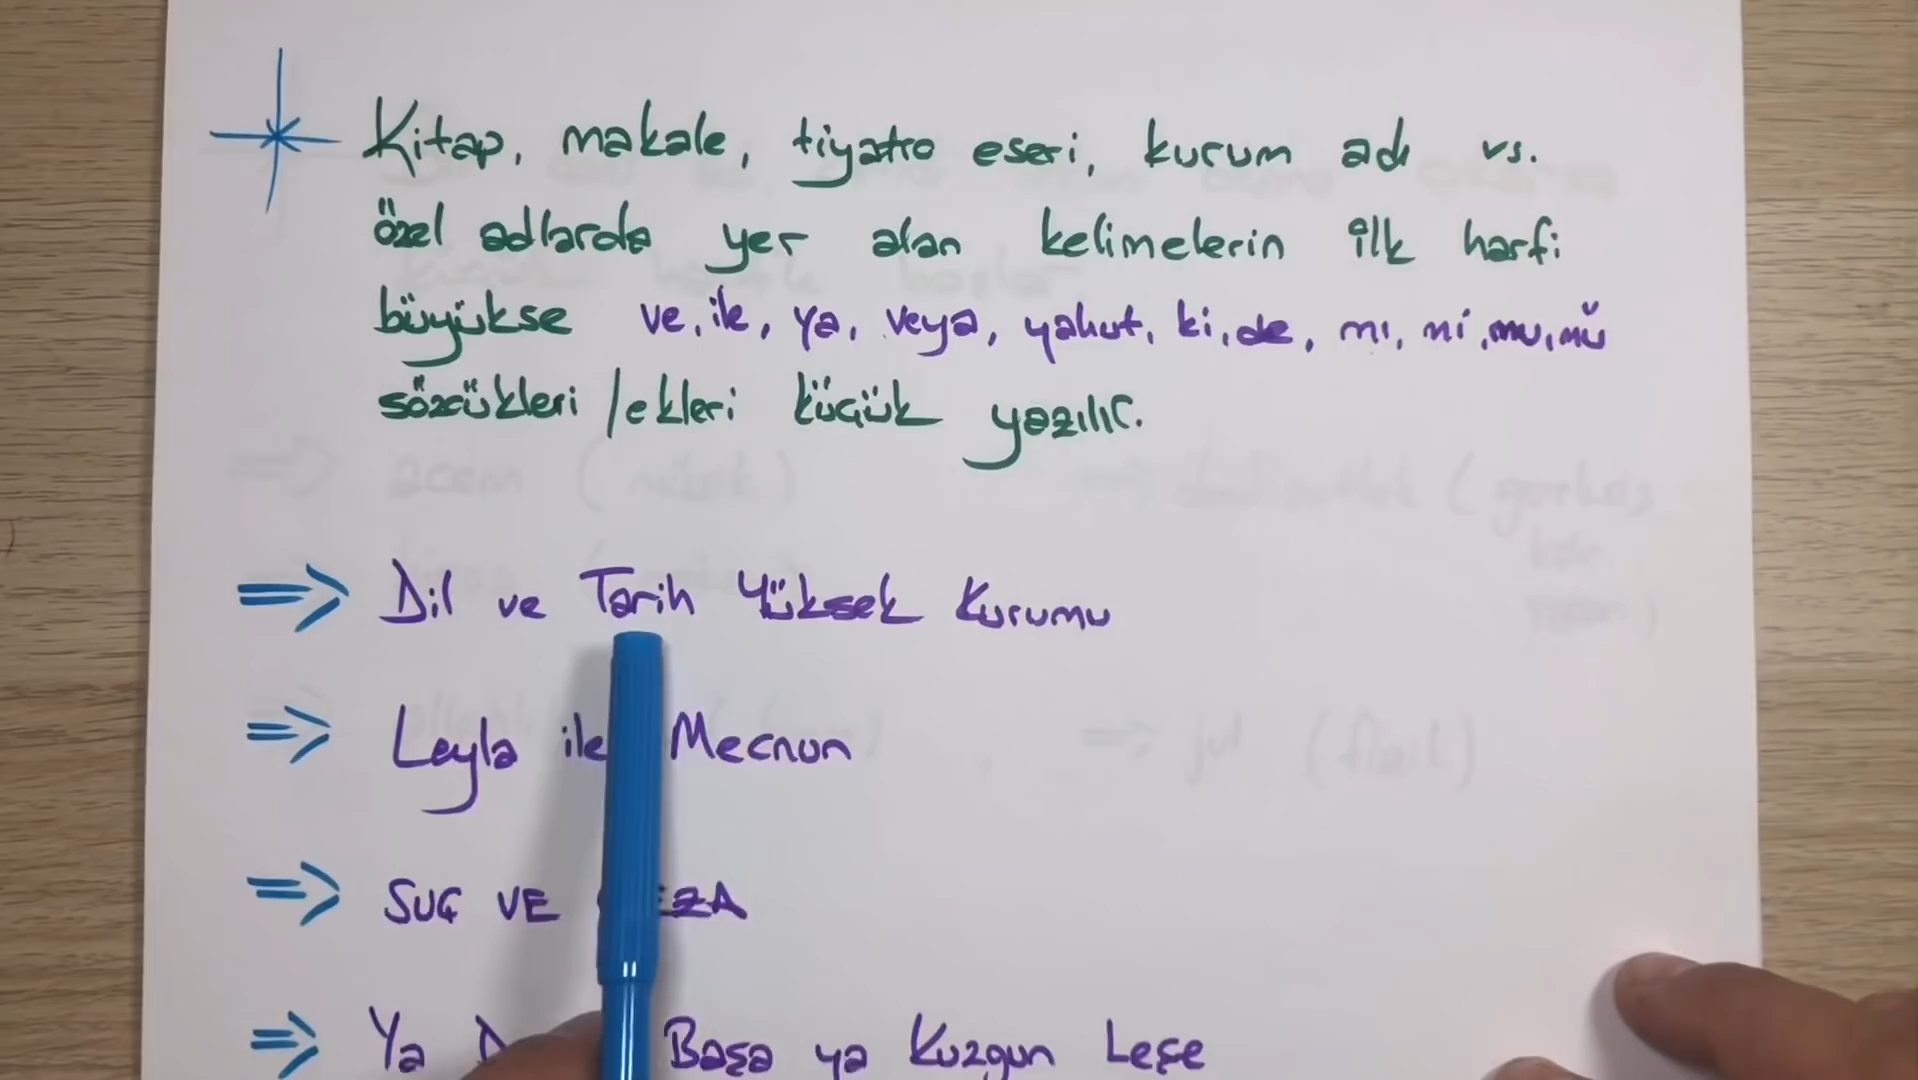 Kitap, makale, tiyatro eseri, kurum adı vs.
özel adlarda yer alan kelimelerin ilk harfi
büyükse ve, ile, ya, veya, yahut, ki, de, mı, mi, mu, mü
sözcükleri / ekleri küçük yazılır.
=> Dil ve Tarih Yüksek Kurumu
=> Leyla ile Mecnun
=> SUÇ VE
=> Ya Başa ya Kuzgun Leşe